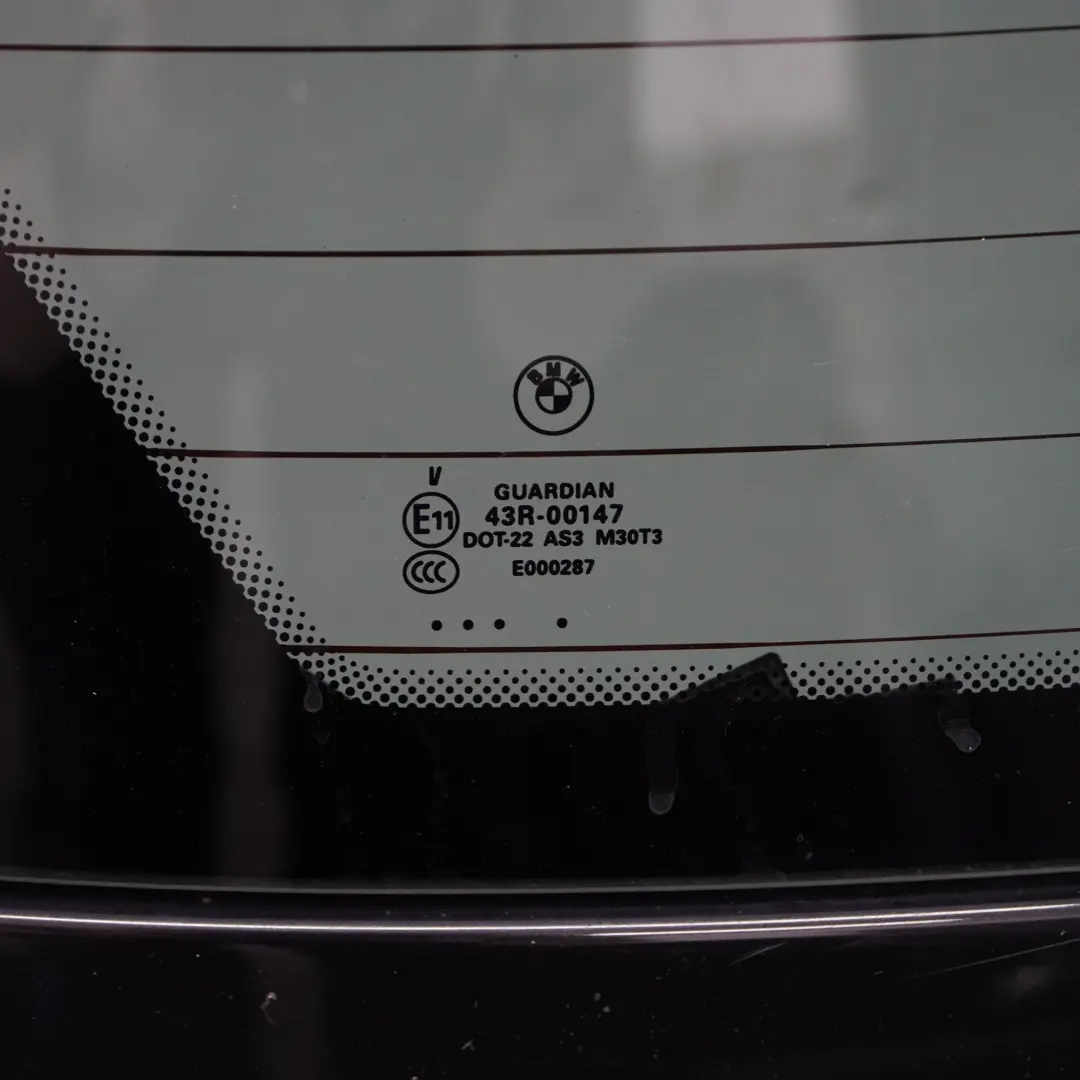 BMW
V
E11
GUARDIAN
43R-00147
DOT-22 AS3 M30T3
CCC
E000287